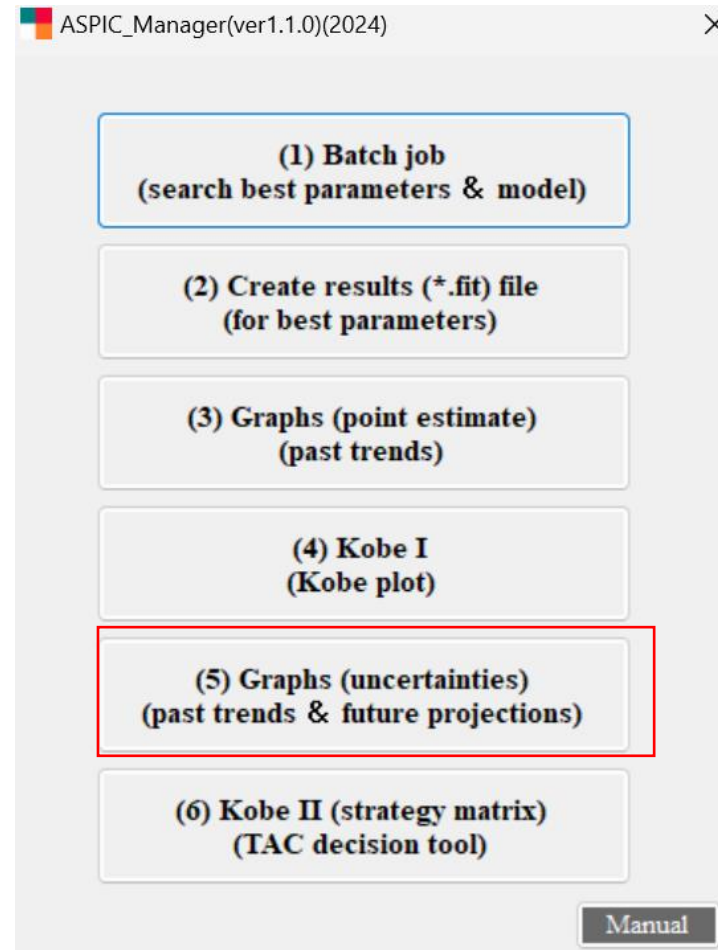 ASPIC_Manager(ver1.1.0)(2024)
(1) Batch job
(search best parameters & model)
(2) Create results (*.fit) file
(for best parameters)
(3) Graphs (point estimate)
(past trends)
(4) Kobe I
(Kobe plot)
(5) Graphs (uncertainties)
(past trends & future projections)
(6) Kobe II (strategy matrix)
(TAC decision tool)
Manual